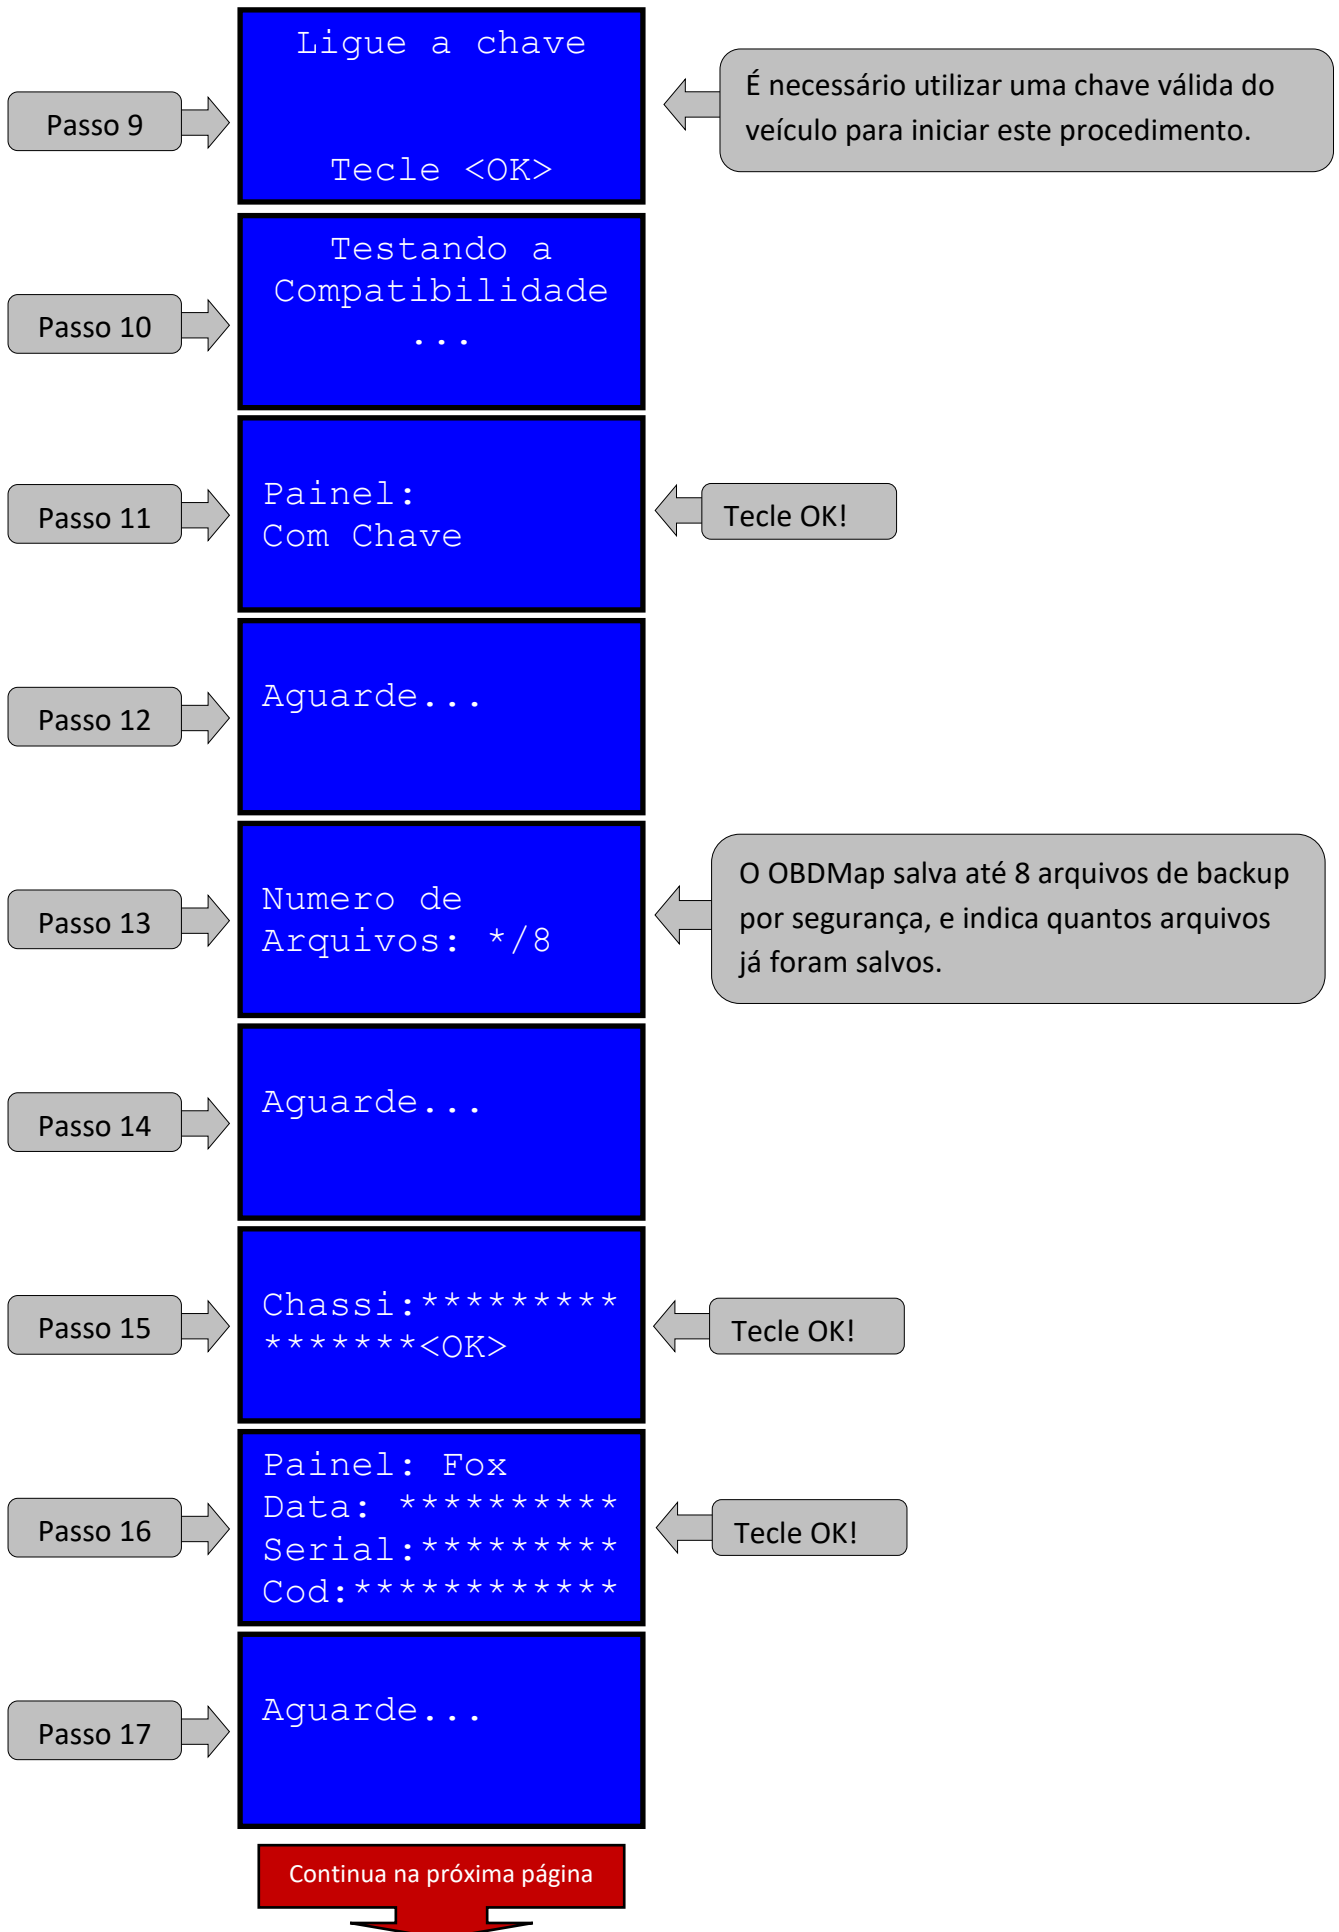 Passo 9
Ligue a chave
Tecle <OK>
É necessário utilizar uma chave válida do
veículo para iniciar este procedimento.
Passo 10
Testando a
Compatibilidade
...
Passo 11
Painel:
Com Chave
Tecle OK!
Passo 12
Aguarde...
Passo 13
Numero de
Arquivos: */8
O OBDMap salva até 8 arquivos de backup
por segurança, e indica quantos arquivos
já foram salvos.
Passo 14
Aguarde...
Passo 15
Chassi:*********
*******<OK>
Tecle OK!
Passo 16
Painel: Fox
Data: **********
Serial:*********
Cod:************
Tecle OK!
Passo 17
Aguarde...
Continua na próxima página